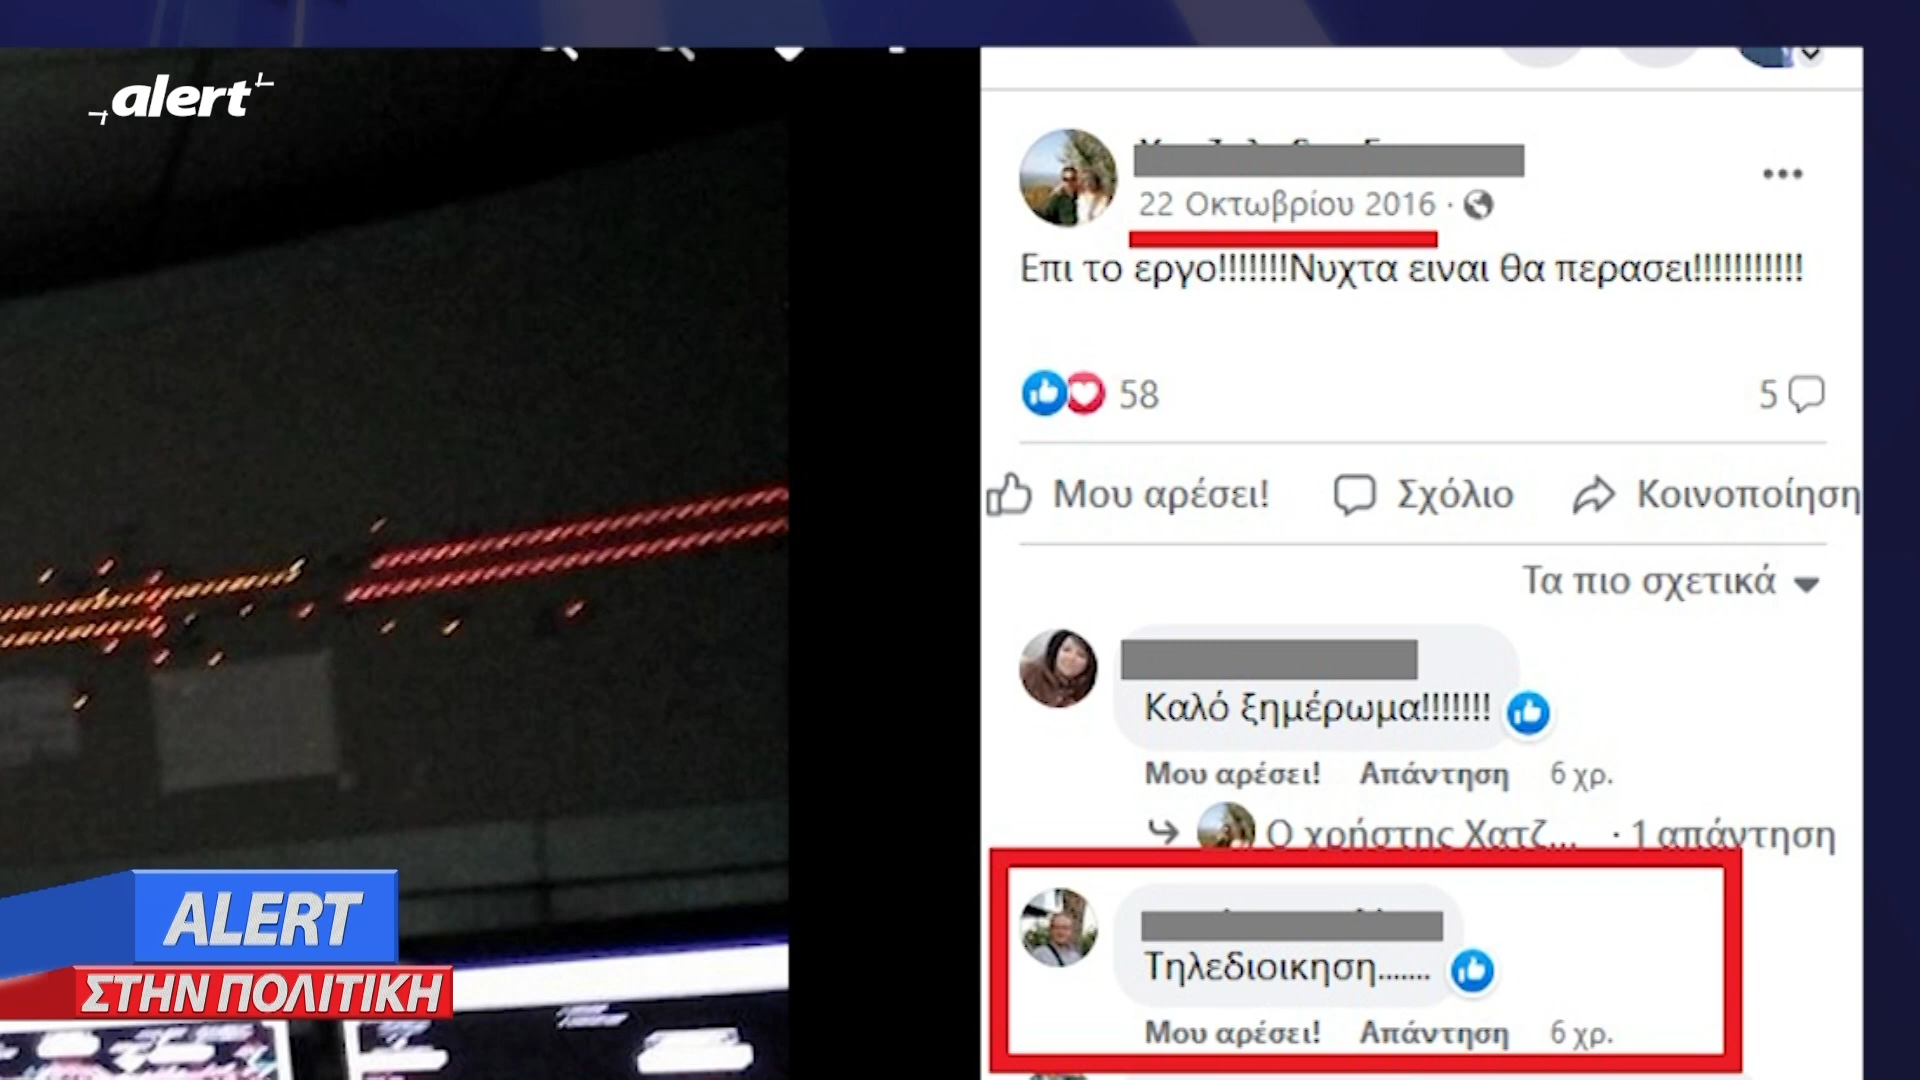 alert
22 Οκτωβρίου 2016 ·
Επι το εργο!!!!!!!Νυχτα ειναι θα περασει!!!!!!!!!!!
58
5
Μου αρέσει! Σχόλιο Κοινοποίηση
Τα πιο σχετικά
Καλό ξημέρωμα!!!!!!!
Μου αρέσει! Απάντηση 6 χρ.
Ο χρήστης Χατζ... · 1 απάντηση
Τηλεδιοικηση.......
Μου αρέσει! Απάντηση 6 χρ.
ALERT
ΣΤΗΝ ΠΟΛΙΤΙΚΗ